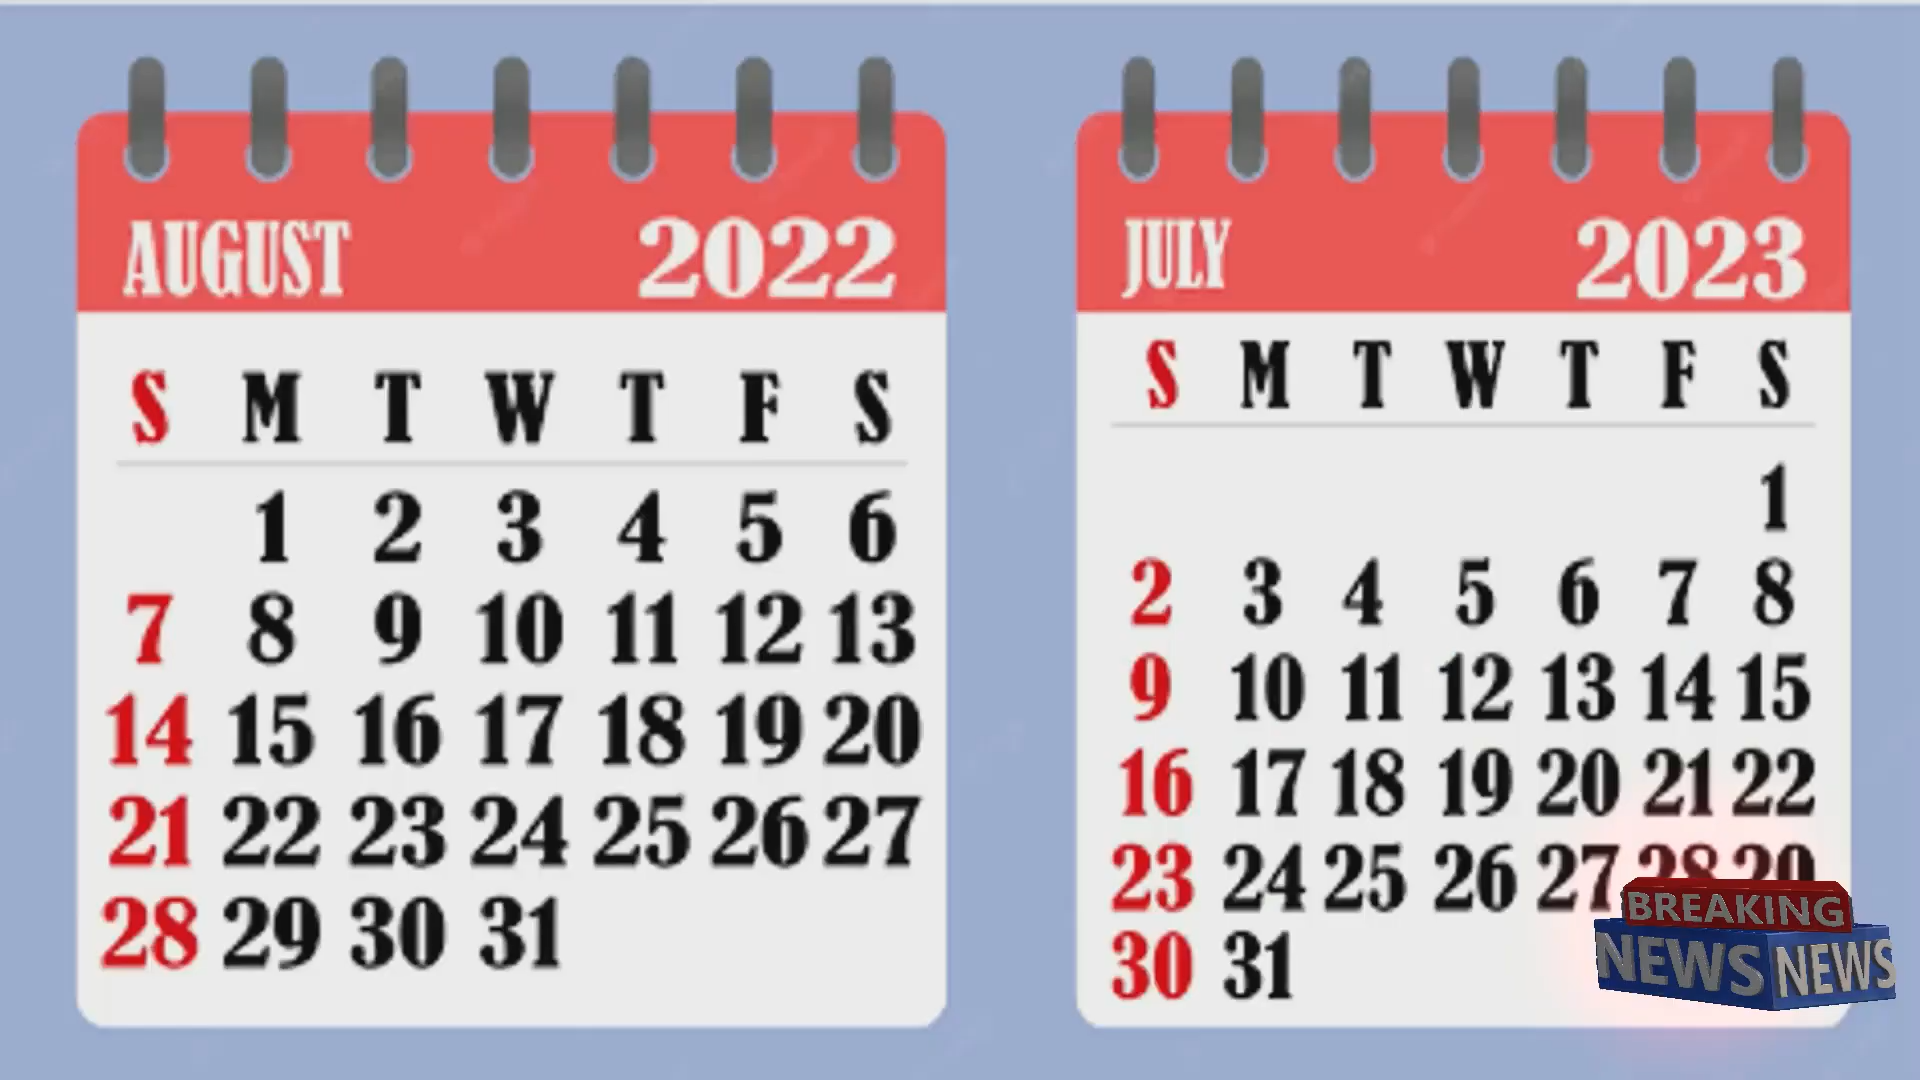 AUGUST 2022
S M T W T F S
1 2 3 4 5 6
7 8 9 10 11 12 13
14 15 16 17 18 19 20
21 22 23 24 25 26 27
28 29 30 31
JULY 2023
S M T W T F S
1
2 3 4 5 6 7 8
9 10 11 12 13 14 15
16 17 18 19 20 21 22
23 24 25 26 27 28 29
30 31
BREAKING
NEWS NEWS